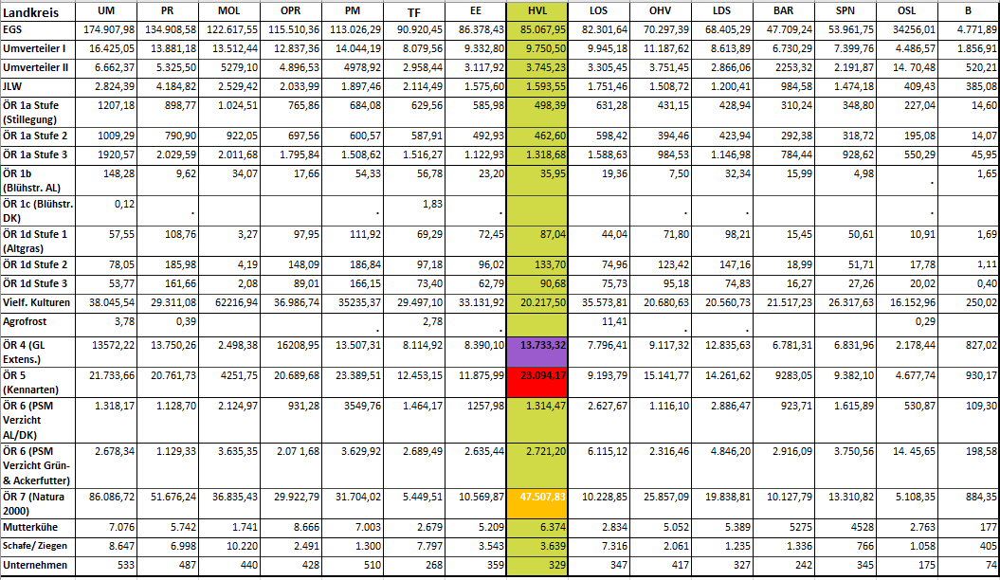 Landkreis UM PR MOL OPR PM TF EE HVL LOS OHV LDS BAR SPN OSL B
EGS 174.907,98 134.908,58 122.617,55 115.510,36 113.026,29 90.920,45 86.378,43 85.067,95 82.301,64 70.297,39 68.405,29 47.709,24 53.961,75 34256,01 4.771,89
Umverteiler I 16.425,05 13.881,18 13.512,44 12.837,36 14.044,19 8.079,56 9.332,80 9.750,50 9.945,18 11.187,62 8.613,89 6.730,29 7.399,76 4.486,57 1.856,91
Umverteiler II 6.662,37 5.325,50 5279,10 4.896,53 4978,92 2.958,44 3.117,92 3.745,23 3.305,45 3.751,45 2.866,06 2253,32 2.191,87 14. 70,48 520,21
JLW 2.824,39 4.184,82 2.529,42 2.033,99 1.897,46 2.114,49 1.575,60 1.593,55 1.751,46 1.508,72 1.200,41 984,58 1.474,18 409,43 385,08
ÖR 1a Stufe 1207,18 898,77 1.024,51 765,86 684,08 629,56 585,98 498,39 631,28 431,15 428,94 310,24 348,80 227,04 14,60
(Stillegung)
ÖR 1a Stufe 2 1009,29 790,90 922,05 697,56 600,57 587,91 492,93 462,60 598,42 394,46 423,94 292,38 318,72 195,08 14,07
ÖR 1a Stufe 3 1920,57 2.029,59 2.011,68 1.795,84 1.508,62 1.516,27 1.122,93 1.318,68 1.588,63 984,53 1.146,98 784,44 928,62 550,29 45,95
ÖR 1b 148,28 9,62 34,07 17,66 54,33 56,78 23,20 35,95 19,36 7,50 32,34 15,99 4,98 . 1,65
(Blühstr. AL)
ÖR 1c (Blühstr. 0,12 . . 1,83 . . . .
DK)
ÖR 1d Stufe 1 57,55 108,76 3,27 97,95 111,92 69,29 72,45 87,04 44,04 71,80 98,21 15,45 50,61 10,91 1,69
(Altgras)
ÖR 1d Stufe 2 78,05 185,98 4,19 148,09 186,84 97,18 96,02 133,70 74,96 123,42 147,16 18,99 51,71 17,78 1,11
ÖR 1d Stufe 3 53,77 161,66 2,08 89,01 166,15 73,40 62,79 90,68 75,73 95,18 74,83 16,27 27,26 20,02 0,40
Vielf. Kulturen 38.045,54 29.311,08 62216,94 36.986,74 35235,37 29.497,10 33.131,92 20.217,50 35.573,81 20.680,63 20.560,73 21.517,23 26.317,63 16.152,96 250,02
Agrofrost 3,78 0,39 . 2,78 . 11,41 . . 0,29
ÖR 4 (GL 13572,22 13.750,26 2.498,38 16208,95 13.507,31 8.114,92 8.390,10 13.733,32 7.796,41 9.117,32 12.835,63 6.781,31 6.831,96 2.178,44 827,02
Extens.)
ÖR 5 21.733,66 20.761,73 4251,75 20.689,68 23.389,51 12.453,15 11.875,99 23.094,17 9.193,79 15.141,77 14.261,62 9283,05 9.382,10 4.677,74 930,17
(Kennarten)
ÖR 6 (PSM 1.318,17 1.128,70 2.124,97 931,28 3549,76 1.464,17 1257,98 1.314,47 2.627,67 1.116,10 2.886,47 923,71 1.615,89 530,87 109,30
Verzicht
AL/DK)
ÖR 6 (PSM 2.678,34 1.129,33 3.635,35 2.07 1,68 3.629,92 2.689,49 2.635,44 2.721,20 6.115,12 2.316,46 4.846,20 2.916,09 3.750,56 14. 45,65 198,58
Verzicht Grün-
& Ackerfutter)
ÖR 7 (Natura 86.086,72 51.676,24 36.835,43 29.922,79 31.704,02 5.449,51 10.569,87 47.507,83 10.228,85 25.857,09 19.838,81 10.127,79 13.310,82 5.108,35 884,35
2000)
Mutterkühe 7.076 5.742 1.741 8.666 7.003 2.679 5.209 6.374 2.834 5.052 5.389 5275 4528 2.763 177
Schafe/ Ziegen 8.647 6.998 10.220 2.491 1.300 7.797 3.543 3.639 7.316 2.061 1.235 1.336 766 1.058 405
Unternehmen 533 487 440 428 510 268 359 329 347 417 327 242 345 175 74